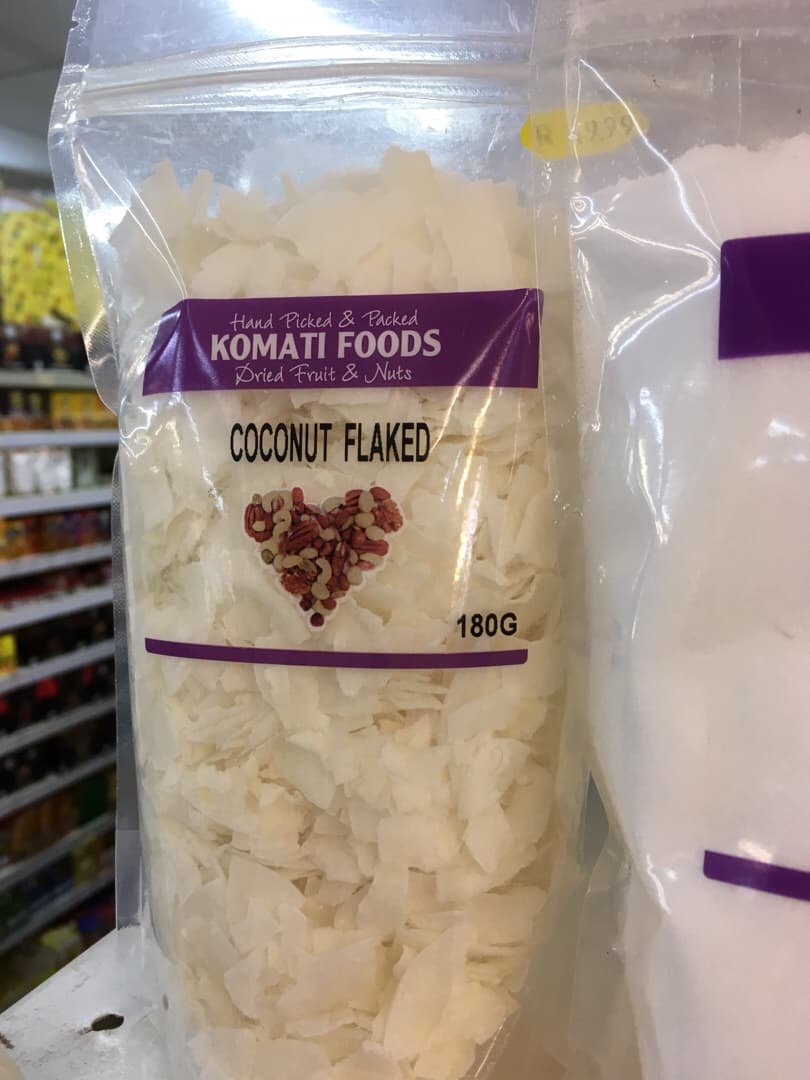 Hand Picked & Packed
KOMATI FOODS
Dried Fruit & Nuts
COCONUT FLAKED
180G
R